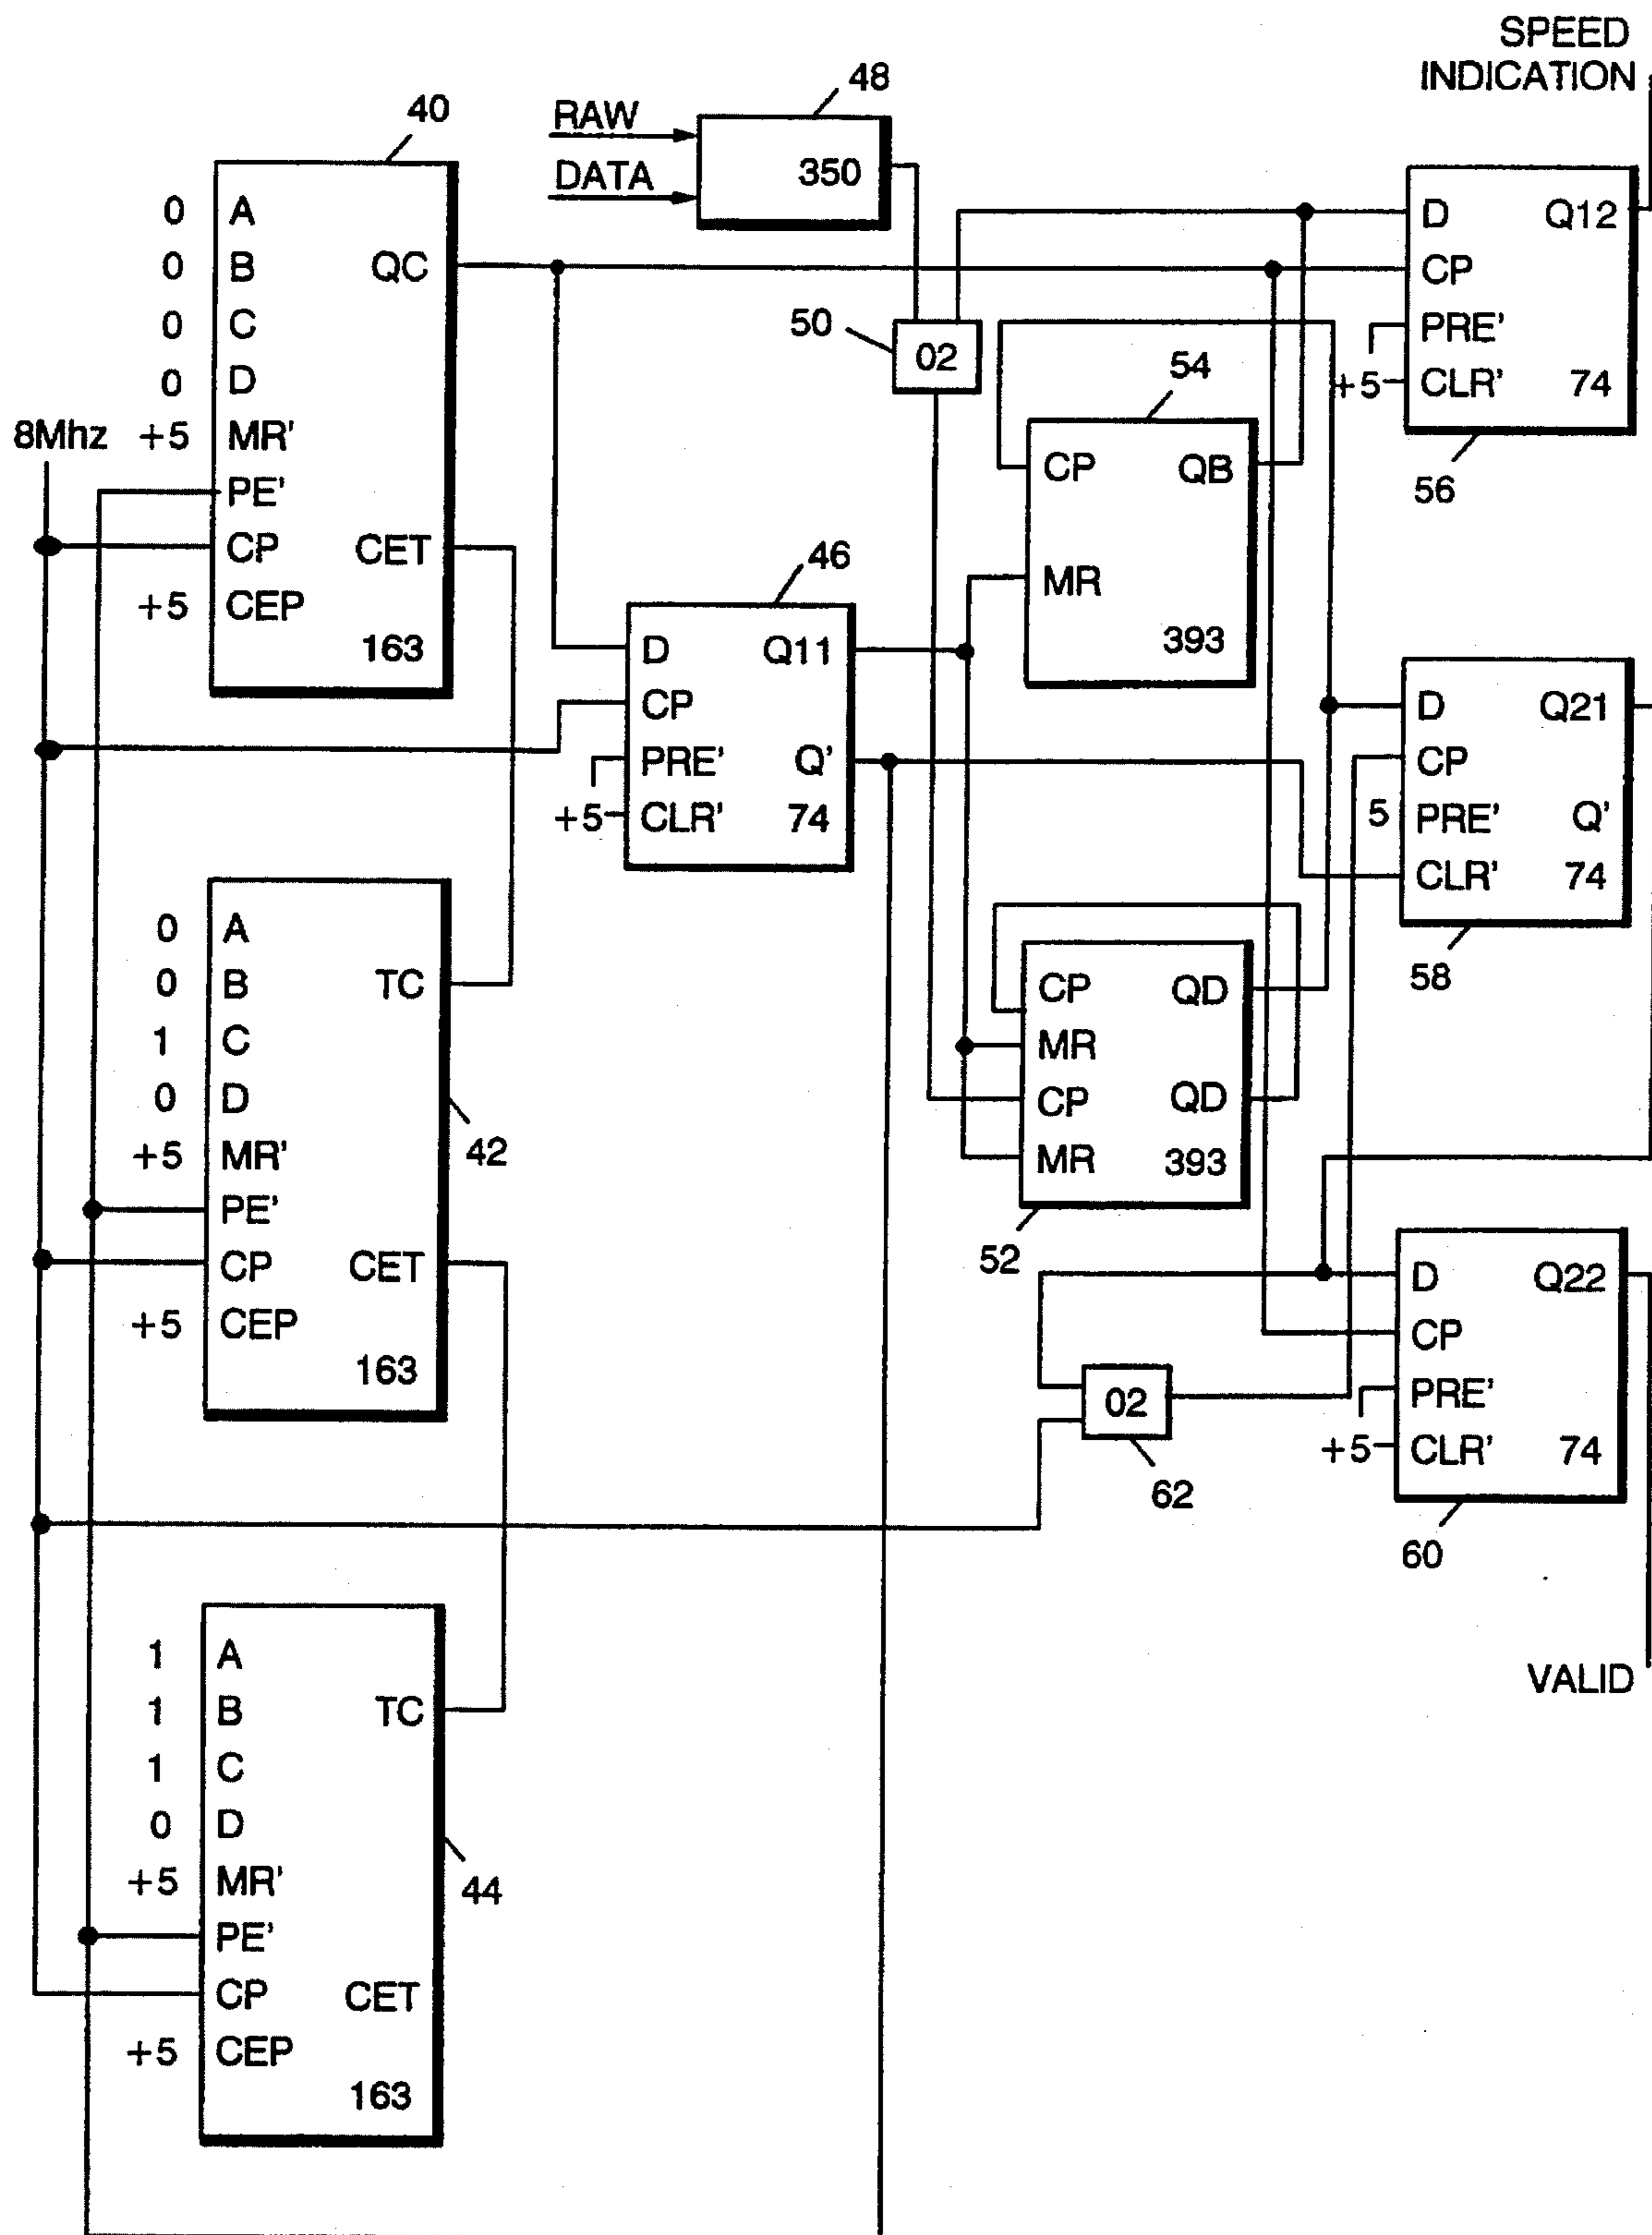 SPEED
INDICATION
40
RAW
DATA
48
350
0 A
0 B QC
0 C
0 D
8Mhz +5 MR'
PE'
CP CET
+5 CEP
163
50
02
D Q12
CP
PRE'
+5 CLR' 74
56
54
CP QB
MR
393
46
D Q11
CP
PRE' Q'
+5 CLR' 74
D Q21
CP
5 PRE' Q'
CLR' 74
58
0 A
0 B TC
1 C
0 D
+5 MR'
PE'
CP CET
+5 CEP
163
42
CP QD
MR
CP QD
MR 393
52
D Q22
CP
PRE'
+5 CLR' 74
60
02
62
1 A
1 B TC
1 C
0 D
+5 MR'
PE'
CP CET
+5 CEP
163
44
VALID